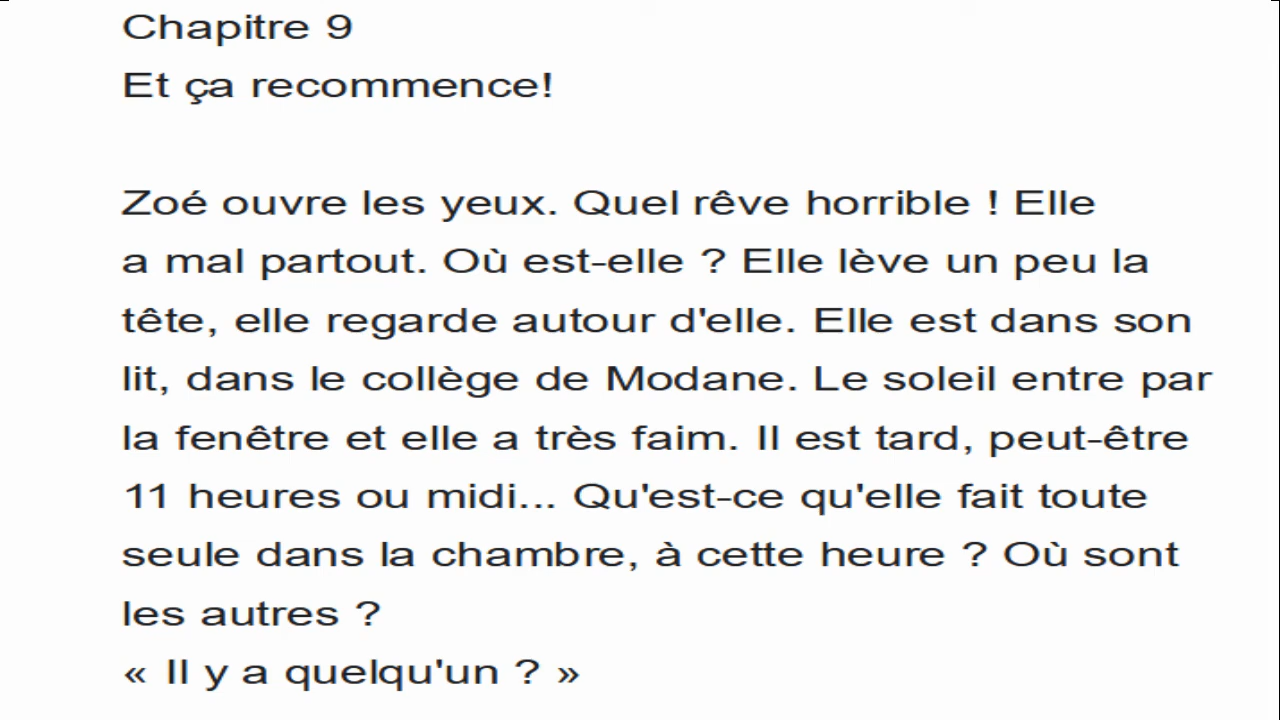 Chapitre 9
Et ça recommence!
Zoé ouvre les yeux. Quel rêve horrible ! Elle
a mal partout. Où est-elle ? Elle lève un peu la
tête, elle regarde autour d'elle. Elle est dans son
lit, dans le collège de Modane. Le soleil entre par
la fenêtre et elle a très faim. Il est tard, peut-être
11 heures ou midi... Qu'est-ce qu'elle fait toute
seule dans la chambre, à cette heure ? Où sont
les autres ?
« Il y a quelqu'un ? »